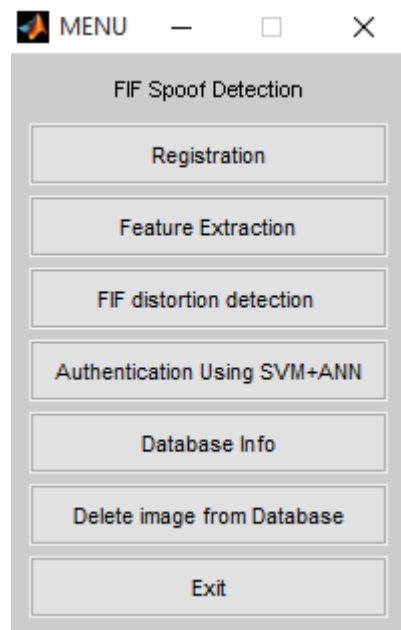 MENU
FIF Spoof Detection
Registration
Feature Extraction
FIF distortion detection
Authentication Using SVM+ANN
Database Info
Delete image from Database
Exit